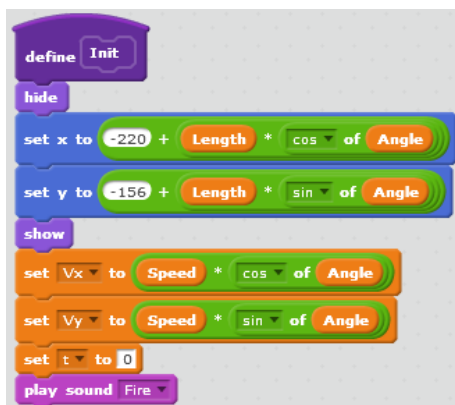 define Init
hide
set x to -220 + Length * cos of Angle
set y to -156 + Length * sin of Angle
show
set Vx to Speed * cos of Angle
set Vy to Speed * sin of Angle
set t to 0
play sound Fire